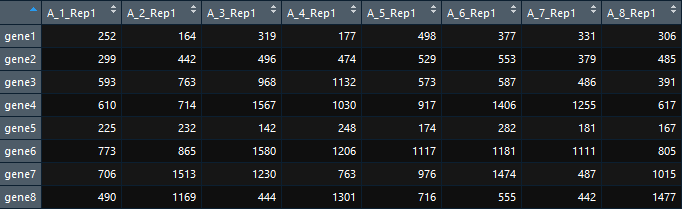 A_1_Rep1 A_2_Rep1 A_3_Rep1 A_4_Rep1 A_5_Rep1 A_6_Rep1 A_7_Rep1 A_8_Rep1
gene1 252 164 319 177 498 377 331 306
gene2 299 442 496 474 529 553 379 485
gene3 593 763 968 1132 573 587 486 391
gene4 610 714 1567 1030 917 1406 1255 617
gene5 225 232 142 248 174 282 181 167
gene6 773 865 1580 1206 1117 1181 1111 805
gene7 706 1513 1230 763 976 1474 487 1015
gene8 490 1169 444 1301 716 555 442 1477